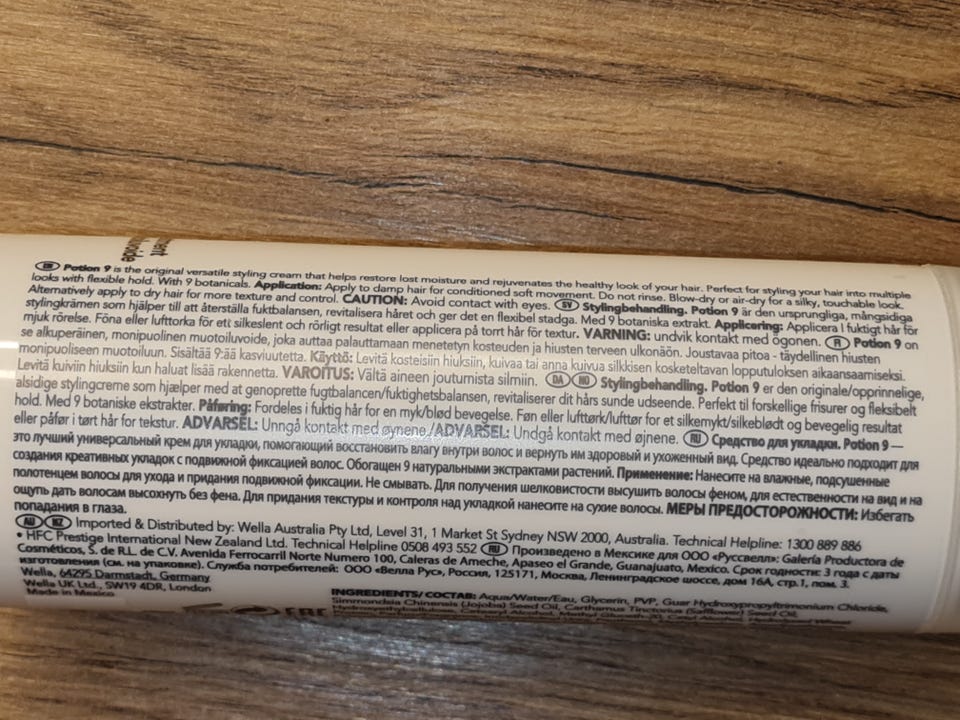 ment
luvoide
EN Potion 9 is the original versatile styling cream that helps restore lost moisture and rejuvenates the healthy look of your hair. Perfect for styling your hair into multiple
looks with flexible hold. With 9 botanicals. Application: Apply to damp hair for conditioned soft movement. Do not rinse. Blow-dry or air-dry for a silky, touchable look.
Alternatively apply to dry hair for more texture and control. CAUTION: Avoid contact with eyes. SV Stylingbehandling. Potion 9 är den ursprungliga, mångsidiga
stylingkrämen som hjälper till att återställa fuktbalansen, revitalisera håret och ger det en flexibel stadga. Med 9 botaniska extrakt. Applicering: Applicera I fuktigt hår för
mjuk rörelse. Föna eller lufttorka för ett silkeslent och rörligt resultat eller applicera på torrt hår för textur. VARNING: undvik kontakt med ögonen. FI Potion 9 on
se alkuperäinen, monipuolinen muotoiluvoide, joka auttaa palauttamaan menetetyn kosteuden ja hiusten terveen ulkonäön. Joustavaa pitoa - täydellinen hiusten
monipuoliseen muotoiluun. Sisältää 9:ää kasviuutetta. Käyttö: Levitä kosteisiin hiuksiin, kuivaa tai anna kuivua silkkisen kosketeltavan lopputuloksen aikaansaamiseksi.
Levitä kuiviin hiuksiin kun haluat lisää rakennetta. VAROITUS: Vältä aineen joutumista silmiin. DA NO Stylingbehandling. Potion 9 er den originale/opprinnelige,
alsidige stylingcreme som hjælper med at genoprette fugtbalancen/fuktighetsbalansen, revitaliserer dit hårs sunde udseende. Perfekt til forskellige frisurer og fleksibelt
hold. Med 9 botaniske ekstrakter. Påføring: Fordeles i fuktig hår for en myk/blød bevegelse. Føn eller lufttørk/lufttør for et silkemykt/silkeblødt og bevegelig resultat
eller påfør i tørt hår for tekstur. ADVARSEL: Unngå kontakt med øynene /ADVARSEL: Undgå kontakt med øjnene. RU Средство для укладки. Potion 9 —
это лучший универсальный крем для укладки, помогающий восстановить влагу внутри волос и вернуть им здоровый и ухоженный вид. Средство идеально подходит для
создания креативных укладок с подвижной фиксацией волос. Обогащен 9 натуральными экстрактами растений. Применение: Нанесите на влажные, подсушенные
полотенцем волосы для ухода и придания подвижной фиксации. Не смывать. Для получения шелковистости высушить волосы феном, для естественности на вид и на
ощупь дать волосам высохнуть без фена. Для придания текстуры и контроля над укладкой нанесите на сухие волосы. МЕРЫ ПРЕДОСТОРОЖНОСТИ: Избегать
попадания в глаза.
AU NZ Imported & Distributed by: Wella Australia Pty Ltd, Level 31, 1 Market St Sydney NSW 2000, Australia. Technical Helpline: 1300 889 886
• HFC Prestige International New Zealand Ltd. Technical Helpline 0508 493 552 RU Произведено в Мексике для ООО «Руссвелл»: Galería Productora de
Cosméticos, S. de R.L. de C.V. Avenida Ferrocarril Norte Numero 100, Caleras de Ameche, Apaseo el Grande, Guanajuato, Mexico. Срок годности: 3 года с даты
изготовления (см. на упаковке). Служба потребителей: ООО «Велла Рус», Россия, 125171, Москва, Ленинградское шоссе, дом 16А, стр.1, пом. 3.
Wella, 64295 Darmstadt, Germany
Wella UK Ltd., SW19 4DR, London
Made in Mexico
INGREDIENTS/ СОСТАВ: Aqua/Water/Eau, Glycerin, PVP, Guar Hydroxypropyltrimonium Chloride,
Simmondsia Chinensis (Jojoba) Seed Oil, Carthamus Tinctorius (Safflower) Seed Oil,